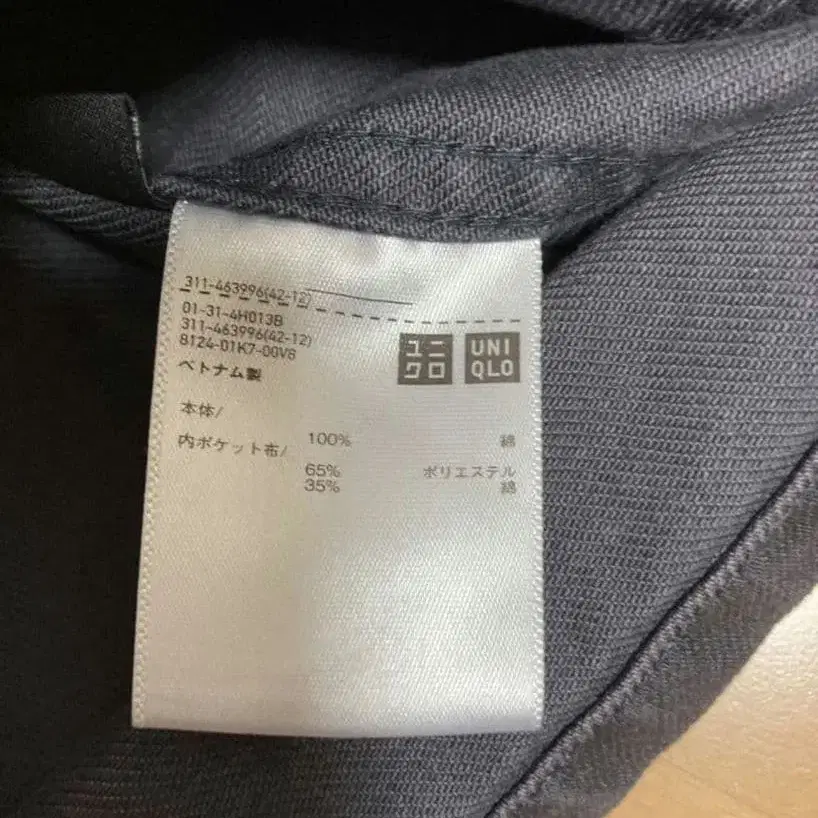 311-463996(42-12)
01-31-4H013B
311-463996(42-12)
8124-01K7-00V8
ベトナム製
ユニ
クロ
UNI
QLO
本体/
100% 綿
内ポケット布/
65% ポリエステル
35% 綿